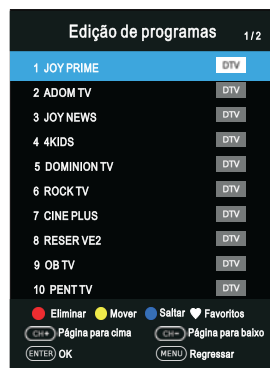 Edição de programas 1/2
1 JOY PRIME DTV
2 ADOM TV DTV
3 JOY NEWS DTV
4 4KIDS DTV
5 DOMINION TV DTV
6 ROCK TV DTV
7 CINE PLUS DTV
8 RESER VE2 DTV
9 OB TV DTV
10 PENT TV DTV
Eliminar Mover Saltar Favoritos
CH+ Página para cima CH- Página para baixo
ENTER OK MENU Regressar